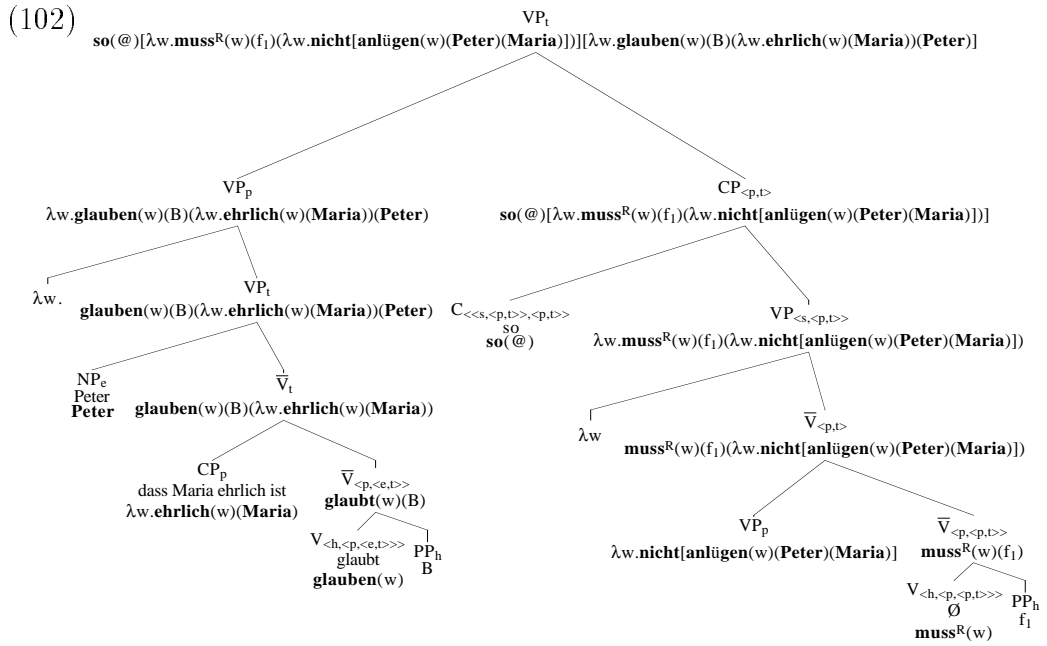 (102)
VP_t
so(@)[λw.muss^R(w)(f_1)(λw.nicht[anlügen(w)(Peter)(Maria)])][λw.glauben(w)(B)(λw.ehrlich(w)(Maria))(Peter)]
VP_p CP_<p,t>
λw.glauben(w)(B)(λw.ehrlich(w)(Maria))(Peter) so(@)[λw.muss^R(w)(f_1)(λw.nicht[anlügen(w)(Peter)(Maria)])]
λw. VP_t C_<<s,<p,t>>,<p,t>> VP_<s,<p,t>>
glauben(w)(B)(λw.ehrlich(w)(Maria))(Peter) so λw.muss^R(w)(f_1)(λw.nicht[anlügen(w)(Peter)(Maria)])
so(@)
NP_e V̅_t
Peter
Peter glauben(w)(B)(λw.ehrlich(w)(Maria))
λw V̅_<p,t>
muss^R(w)(f_1)(λw.nicht[anlügen(w)(Peter)(Maria)])
CP_p V̅_<p,<e,t>>
dass Maria ehrlich ist glaubt(w)(B)
λw.ehrlich(w)(Maria)
VP_p V̅_<p,<p,t>>
λw.nicht[anlügen(w)(Peter)(Maria)] muss^R(w)(f_1)
V_<h,<p,<e,t>>> PP_h
glaubt B
glauben(w)
V_<h,<p,<p,t>>> PP_h
Ø f_1
muss^R(w)